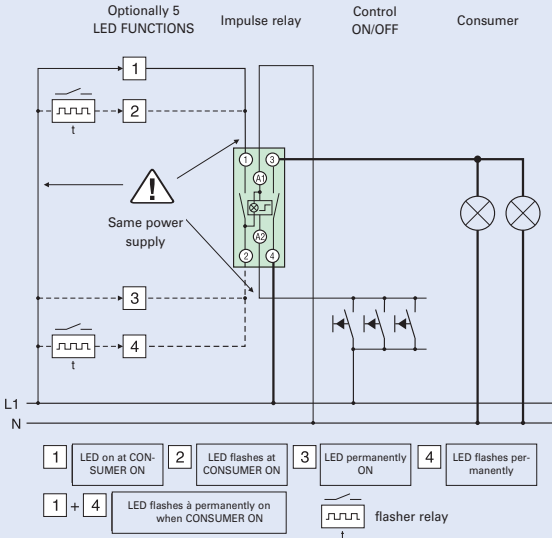 Optionally 5
LED FUNCTIONS
Impulse relay
Control
ON/OFF
Consumer
1
2
t
1
3
A1
A2
2
4
Same power
supply
3
4
t
L1
N
1
LED on at CON-
SUMER ON
2
LED flashes at
CONSUMER ON
3
LED permanently
ON
4
LED flashes per-
manently
1 + 4
LED flashes à permanently on
when CONSUMER ON
flasher relay
t